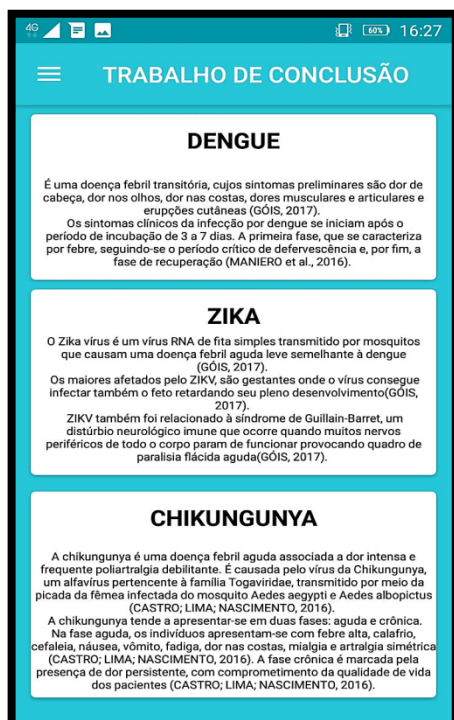 4G 60% 16:27
TRABALHO DE CONCLUSÃO
DENGUE
É uma doença febril transitória, cujos sintomas preliminares são dor de
cabeça, dor nos olhos, dor nas costas, dores musculares e articulares e
erupções cutâneas (GÓIS, 2017).
Os sintomas clínicos da infecção por dengue se iniciam após o
período de incubação de 3 a 7 dias. A primeira fase, que se caracteriza
por febre, seguindo-se o período crítico de defervescência e, por fim, a
fase de recuperação (MANIERO et al., 2016).
ZIKA
O Zika vírus é um vírus RNA de fita simples transmitido por mosquitos
que causam uma doença febril aguda leve semelhante à dengue
(GÓIS, 2017).
Os maiores afetados pelo ZIKV, são gestantes onde o vírus consegue
infectar também o feto retardando seu pleno desenvolvimento(GÓIS,
2017).
ZIKV também foi relacionado à síndrome de Guillain-Barret, um
distúrbio neurológico imune que ocorre quando muitos nervos
periféricos de todo o corpo param de funcionar provocando quadro de
paralisia flácida aguda(GÓIS, 2017).
CHIKUNGUNYA
A chikungunya é uma doença febril aguda associada a dor intensa e
frequente poliartralgia debilitante. É causada pelo vírus da Chikungunya,
um alfavírus pertencente à família Togaviridae, transmitido por meio da
picada da fêmea infectada do mosquito Aedes aegypti e Aedes albopictus
(CASTRO; LIMA; NASCIMENTO, 2016).
A chikungunya tende a apresentar-se em duas fases: aguda e crônica.
Na fase aguda, os indivíduos apresentam-se com febre alta, calafrio,
cefaleia, náusea, vômito, fadiga, dor nas costas, mialgia e artralgia simétrica
(CASTRO; LIMA; NASCIMENTO, 2016). A fase crônica é marcada pela
presença de dor persistente, com comprometimento da qualidade de vida
dos pacientes (CASTRO; LIMA; NASCIMENTO, 2016).